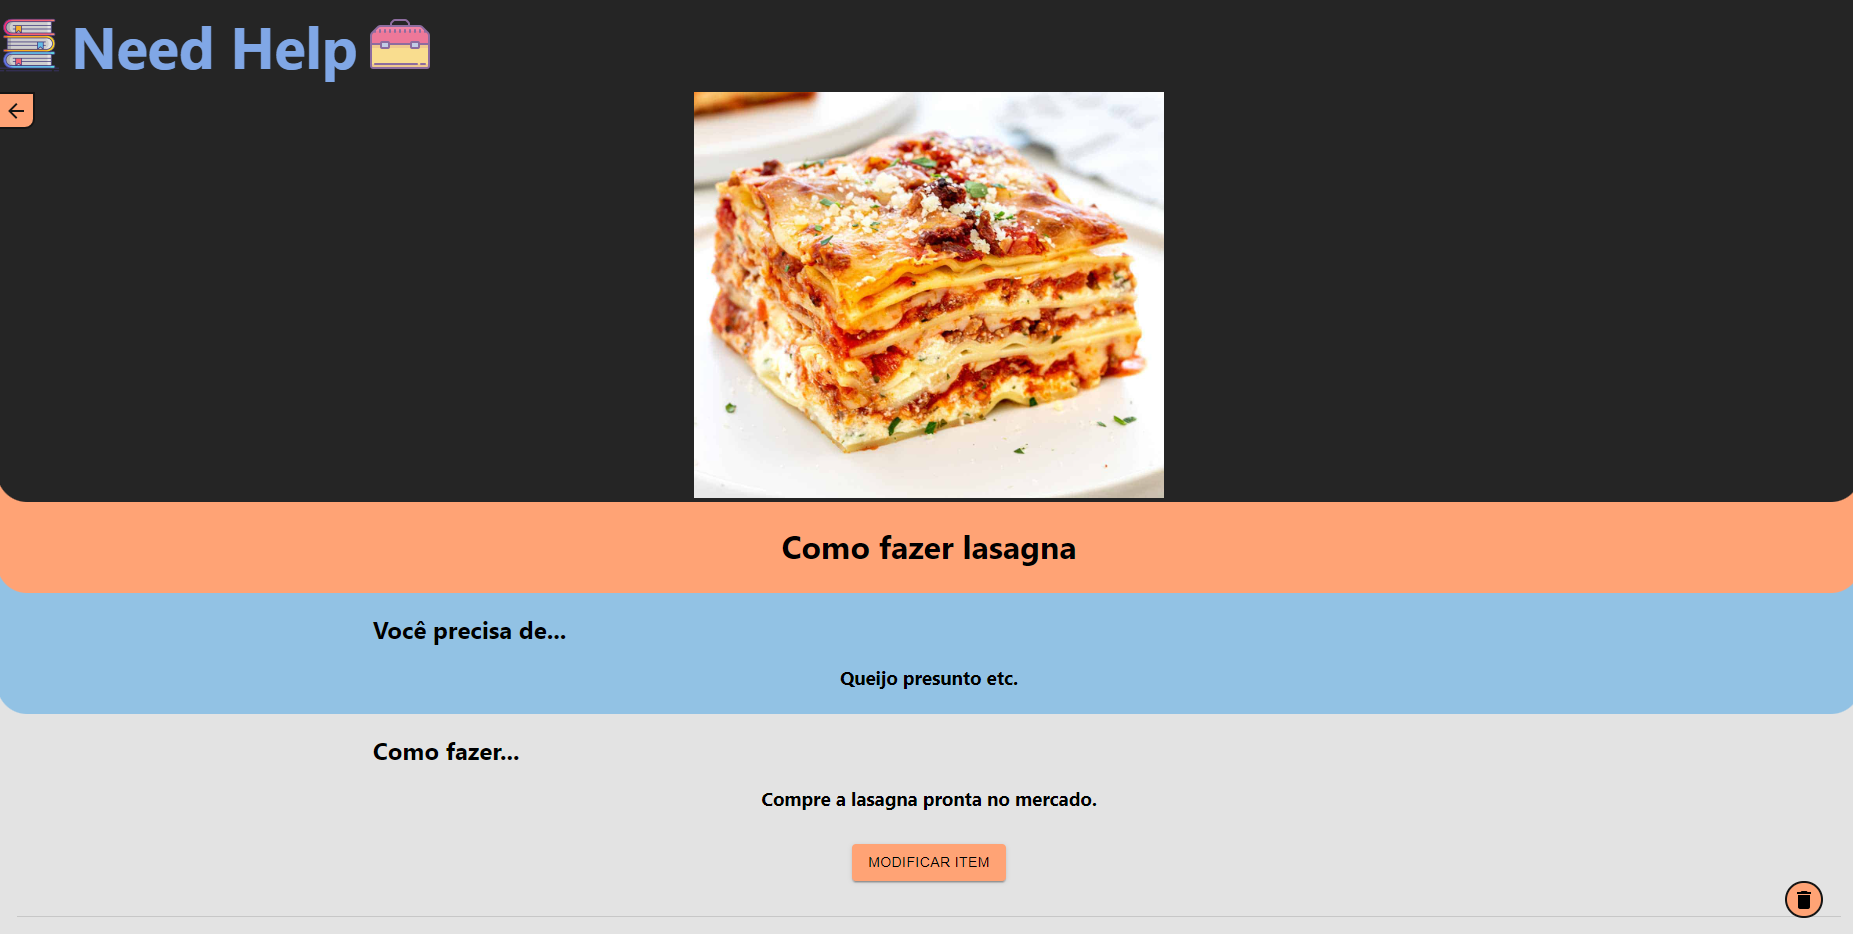 Need Help
Como fazer lasagna
Você precisa de...
Queijo presunto etc.
Como fazer...
Compre a lasagna pronta no mercado.
MODIFICAR ITEM